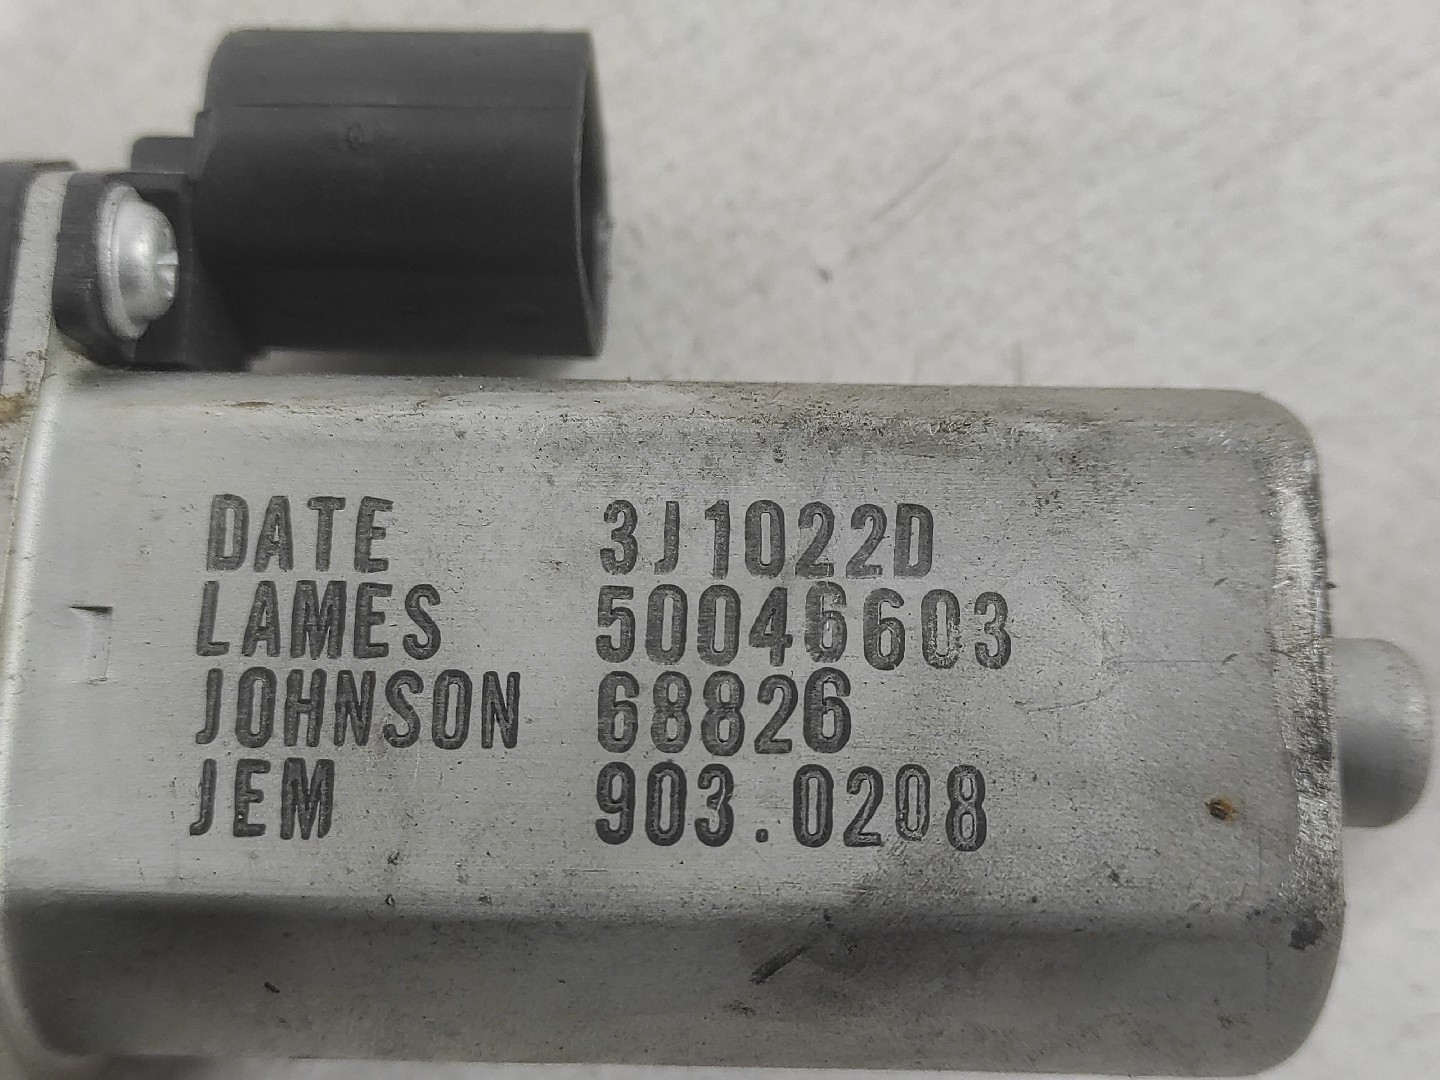 DATE 3J1022D
LAMES 50046603
JOHNSON 68826
JEM 903.0208